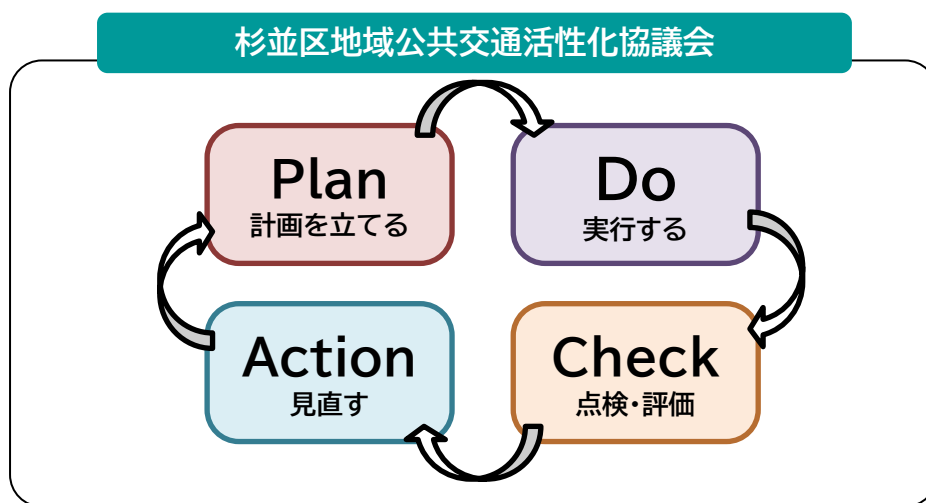 杉並区地域公共交通活性化協議会
Plan
計画を立てる
Do
実行する
Action
見直す
Check
点検・評価